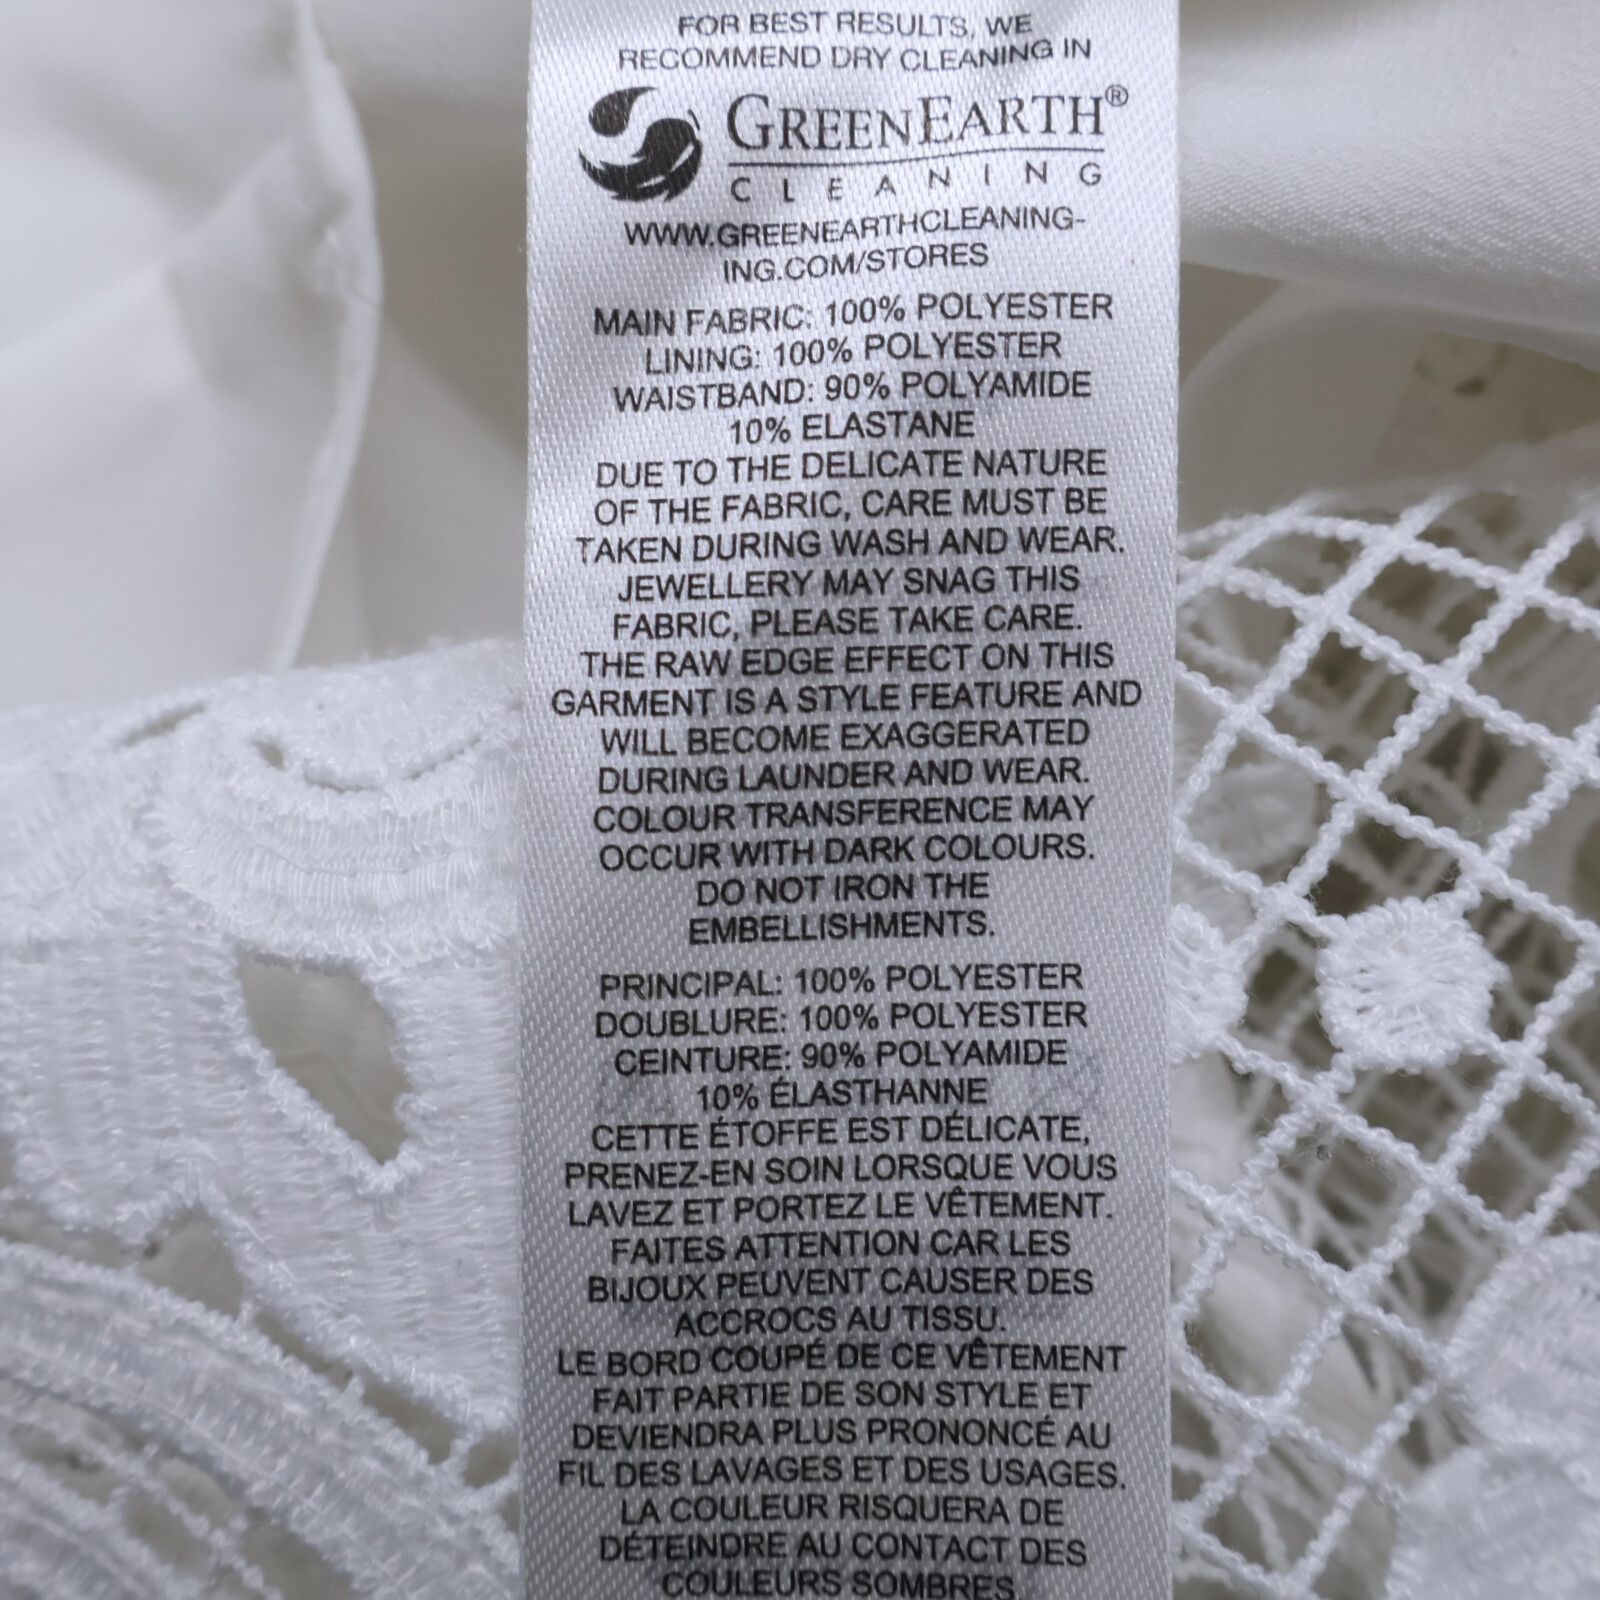 FOR BEST RESULTS, WE
RECOMMEND DRY CLEANING IN
GREENEARTH®
CLEANING
WWW.GREENEARTHCLEANING-
ING.COM/STORES
MAIN FABRIC: 100% POLYESTER
LINING: 100% POLYESTER
WAISTBAND: 90% POLYAMIDE
10% ELASTANE
DUE TO THE DELICATE NATURE
OF THE FABRIC, CARE MUST BE
TAKEN DURING WASH AND WEAR.
JEWELLERY MAY SNAG THIS
FABRIC, PLEASE TAKE CARE.
THE RAW EDGE EFFECT ON THIS
GARMENT IS A STYLE FEATURE AND
WILL BECOME EXAGGERATED
DURING LAUNDER AND WEAR.
COLOUR TRANSFERENCE MAY
OCCUR WITH DARK COLOURS.
DO NOT IRON THE
EMBELLISHMENTS.
PRINCIPAL: 100% POLYESTER
DOUBLURE: 100% POLYESTER
CEINTURE: 90% POLYAMIDE
10% ÉLASTHANNE
CETTE ÉTOFFE EST DÉLICATE,
PRENEZ-EN SOIN LORSQUE VOUS
LAVEZ ET PORTEZ LE VÊTEMENT.
FAITES ATTENTION CAR LES
BIJOUX PEUVENT CAUSER DES
ACCROCS AU TISSU.
LE BORD COUPÉ DE CE VÊTEMENT
FAIT PARTIE DE SON STYLE ET
DEVIENDRA PLUS PRONONCÉ AU
FIL DES LAVAGES ET DES USAGES.
LA COULEUR RISQUERA DE
DÉTEINDRE AU CONTACT DES
COULEURS SOMBRES